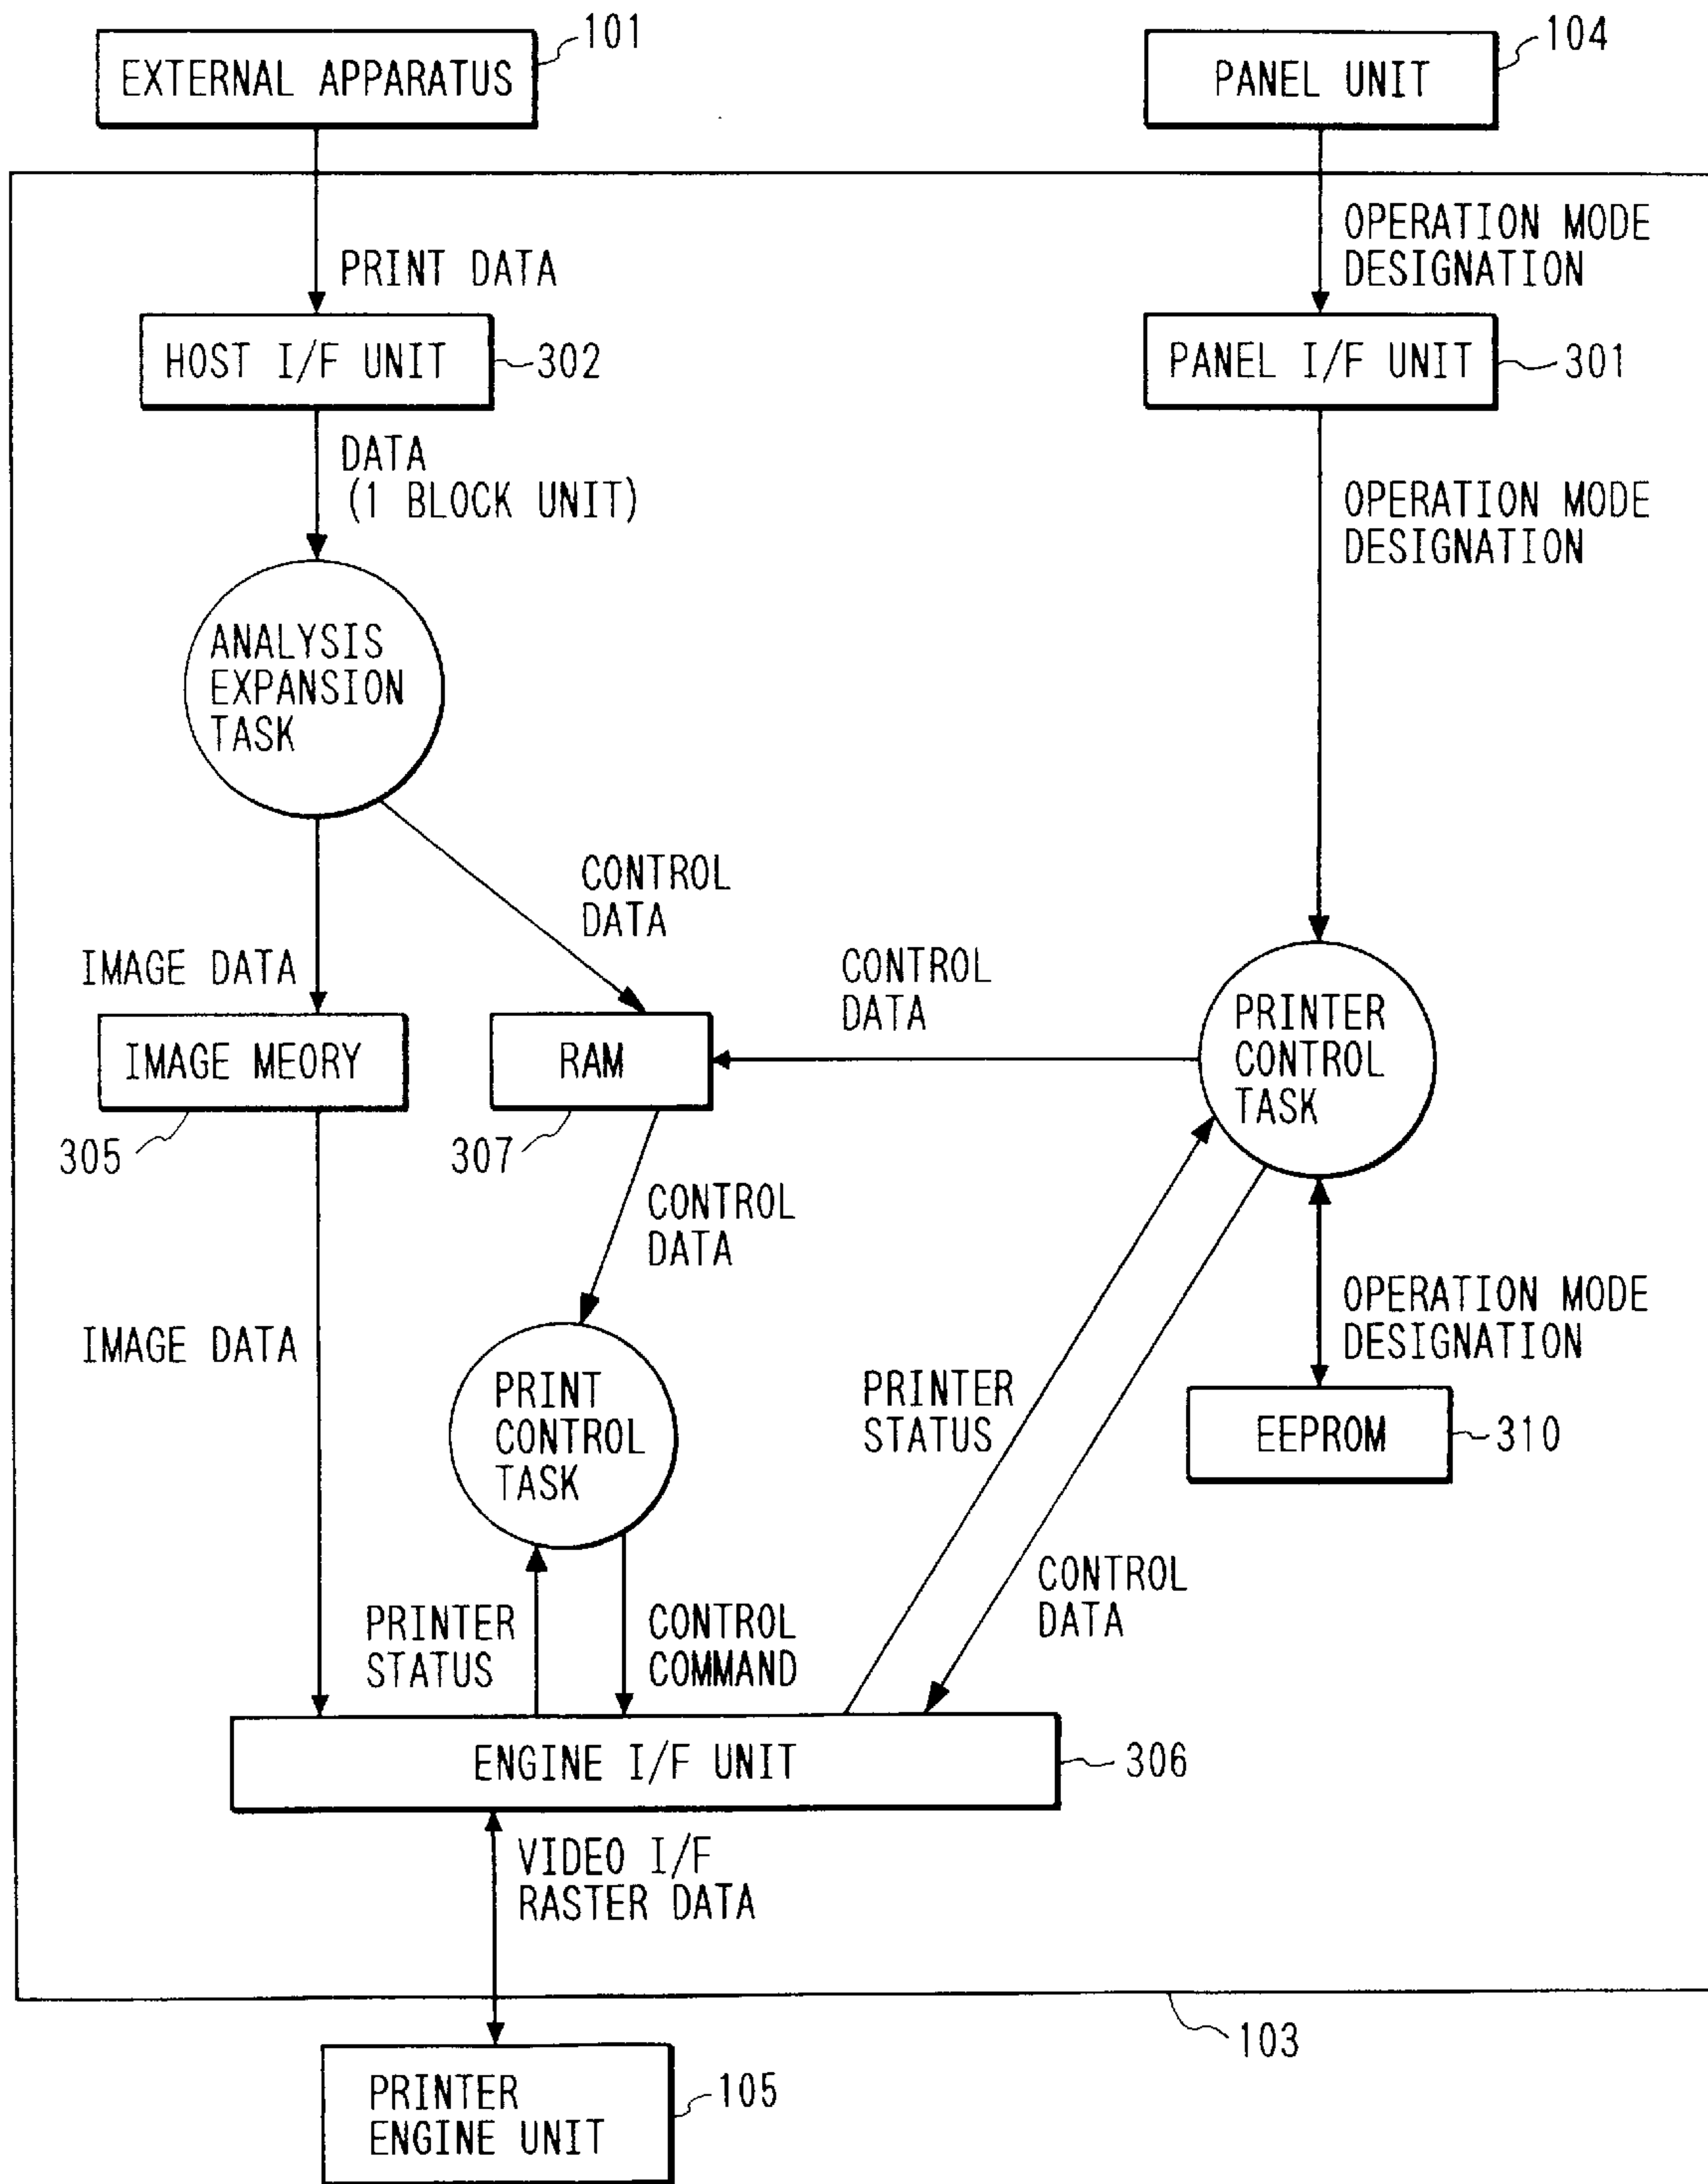 101
EXTERNAL APPARATUS
104
PANEL UNIT
PRINT DATA
OPERATION MODE
DESIGNATION
HOST I/F UNIT
302
PANEL I/F UNIT
301
DATA
(1 BLOCK UNIT)
OPERATION MODE
DESIGNATION
ANALYSIS
EXPANSION
TASK
CONTROL
DATA
IMAGE DATA
CONTROL
DATA
PRINTER
CONTROL
TASK
IMAGE MEORY
RAM
305
307
CONTROL
DATA
OPERATION MODE
DESIGNATION
IMAGE DATA
PRINT
CONTROL
TASK
PRINTER
STATUS
EEPROM
310
CONTROL
DATA
PRINTER
STATUS
CONTROL
COMMAND
ENGINE I/F UNIT
306
VIDEO I/F
RASTER DATA
103
PRINTER
ENGINE UNIT
105